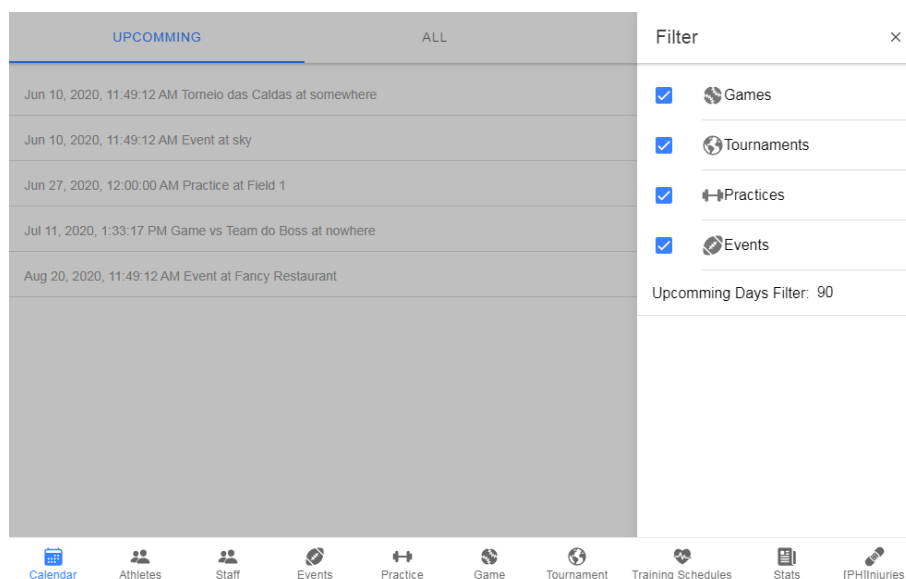 UPCOMMING
ALL
Jun 10, 2020, 11:49:12 AM Torneio das Caldas at somewhere
Jun 10, 2020, 11:49:12 AM Event at sky
Jun 27, 2020, 12:00:00 AM Practice at Field 1
Jul 11, 2020, 1:33:17 PM Game vs Team do Boss at nowhere
Aug 20, 2020, 11:49:12 AM Event at Fancy Restaurant
Filter
Games
Tournaments
Practices
Events
Upcomming Days Filter: 90
Calendar
Athletes
Staff
Events
Practice
Game
Tournament
Training Schedules
Stats
[PH]Injuries